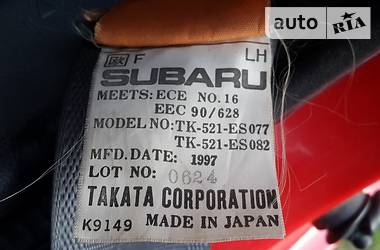 auto RIA
F LH
SUBARU
MEETS: ECE NO. 16
EEC 90/628
MODEL NO: TK-521-ES077
TK-521-ES082
MFD. DATE: 1997
LOT NO: 0624
TAKATA CORPORATION
K9149 MADE IN JAPAN